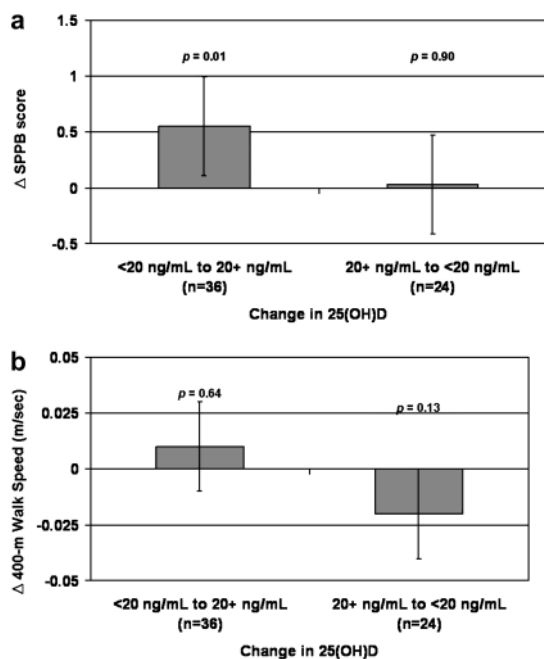 a
1.5
p = 0.01
p = 0.90
1
0.5
0
-0.5
Δ SPPB score
<20 ng/mL to 20+ ng/mL
(n=36)
20+ ng/mL to <20 ng/mL
(n=24)
Change in 25(OH)D
b
0.05
p = 0.64
p = 0.13
0.025
0
-0.025
-0.05
Δ 400-m Walk Speed (m/sec)
<20 ng/mL to 20+ ng/mL
(n=36)
20+ ng/mL to <20 ng/mL
(n=24)
Change in 25(OH)D